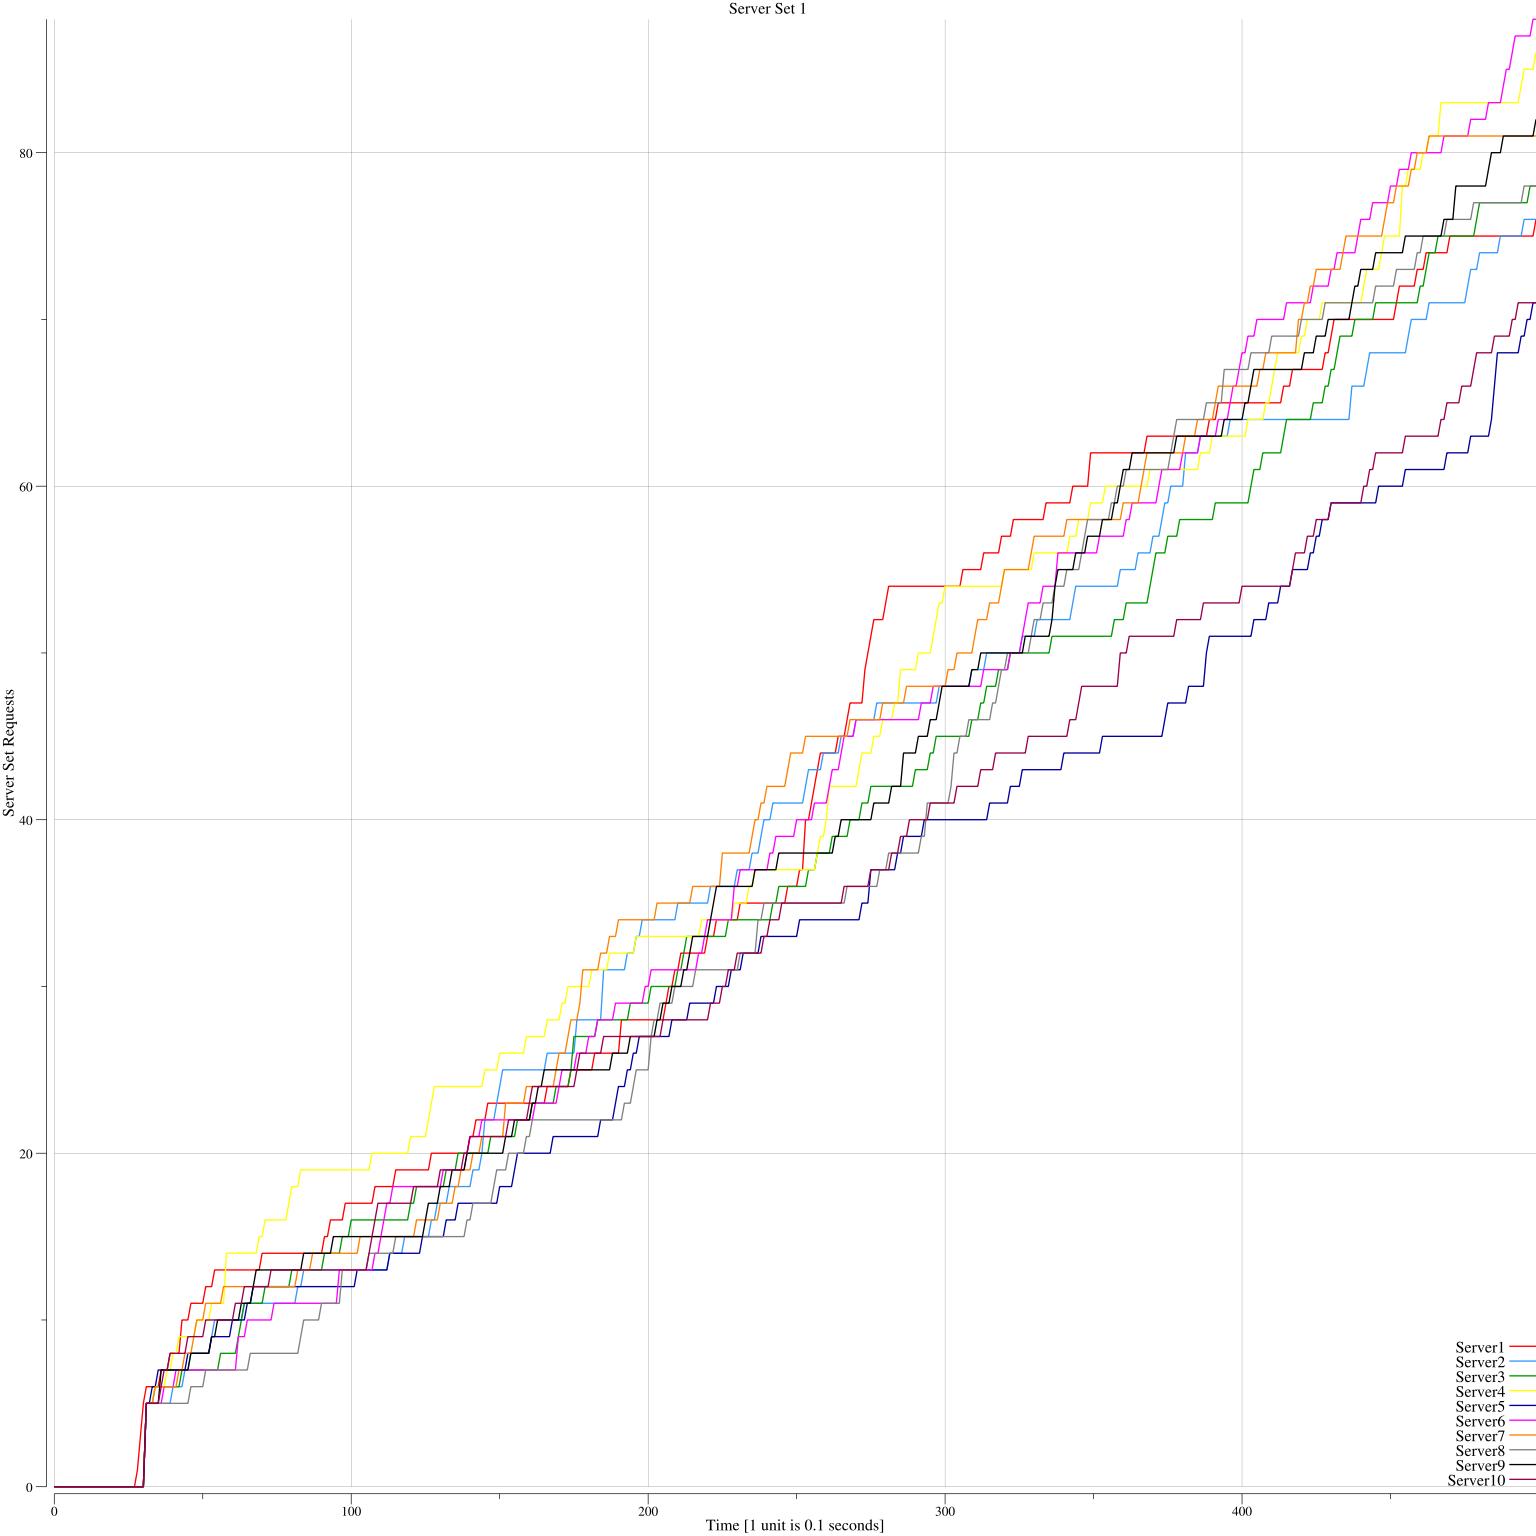 Server Set 1
80
60
40
20
0
Server Set Requests
0 100 200 300 400
Time [1 unit is 0.1 seconds]
Server1
Server2
Server3
Server4
Server5
Server6
Server7
Server8
Server9
Server10